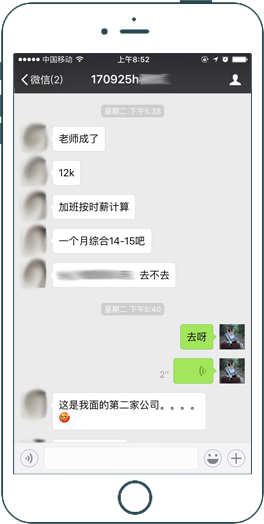 中国移动 上午8:52
微信(2) 170925h
星期二 下午5:38
老师成了
12k
加班按时薪计算
一个月综合14-15吧
去不去
星期二 下午5:40
去呀
2"
这是我面的第二家公司。。。。